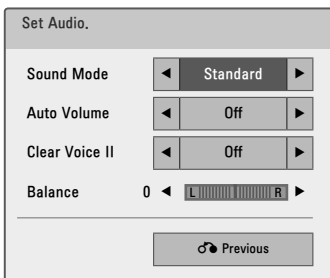 Set Audio.
Sound Mode ◀ Standard ▶
Auto Volume ◀ Off ▶
Clear Voice II ◀ Off ▶
Balance 0 ◀ L R ▶
Previous